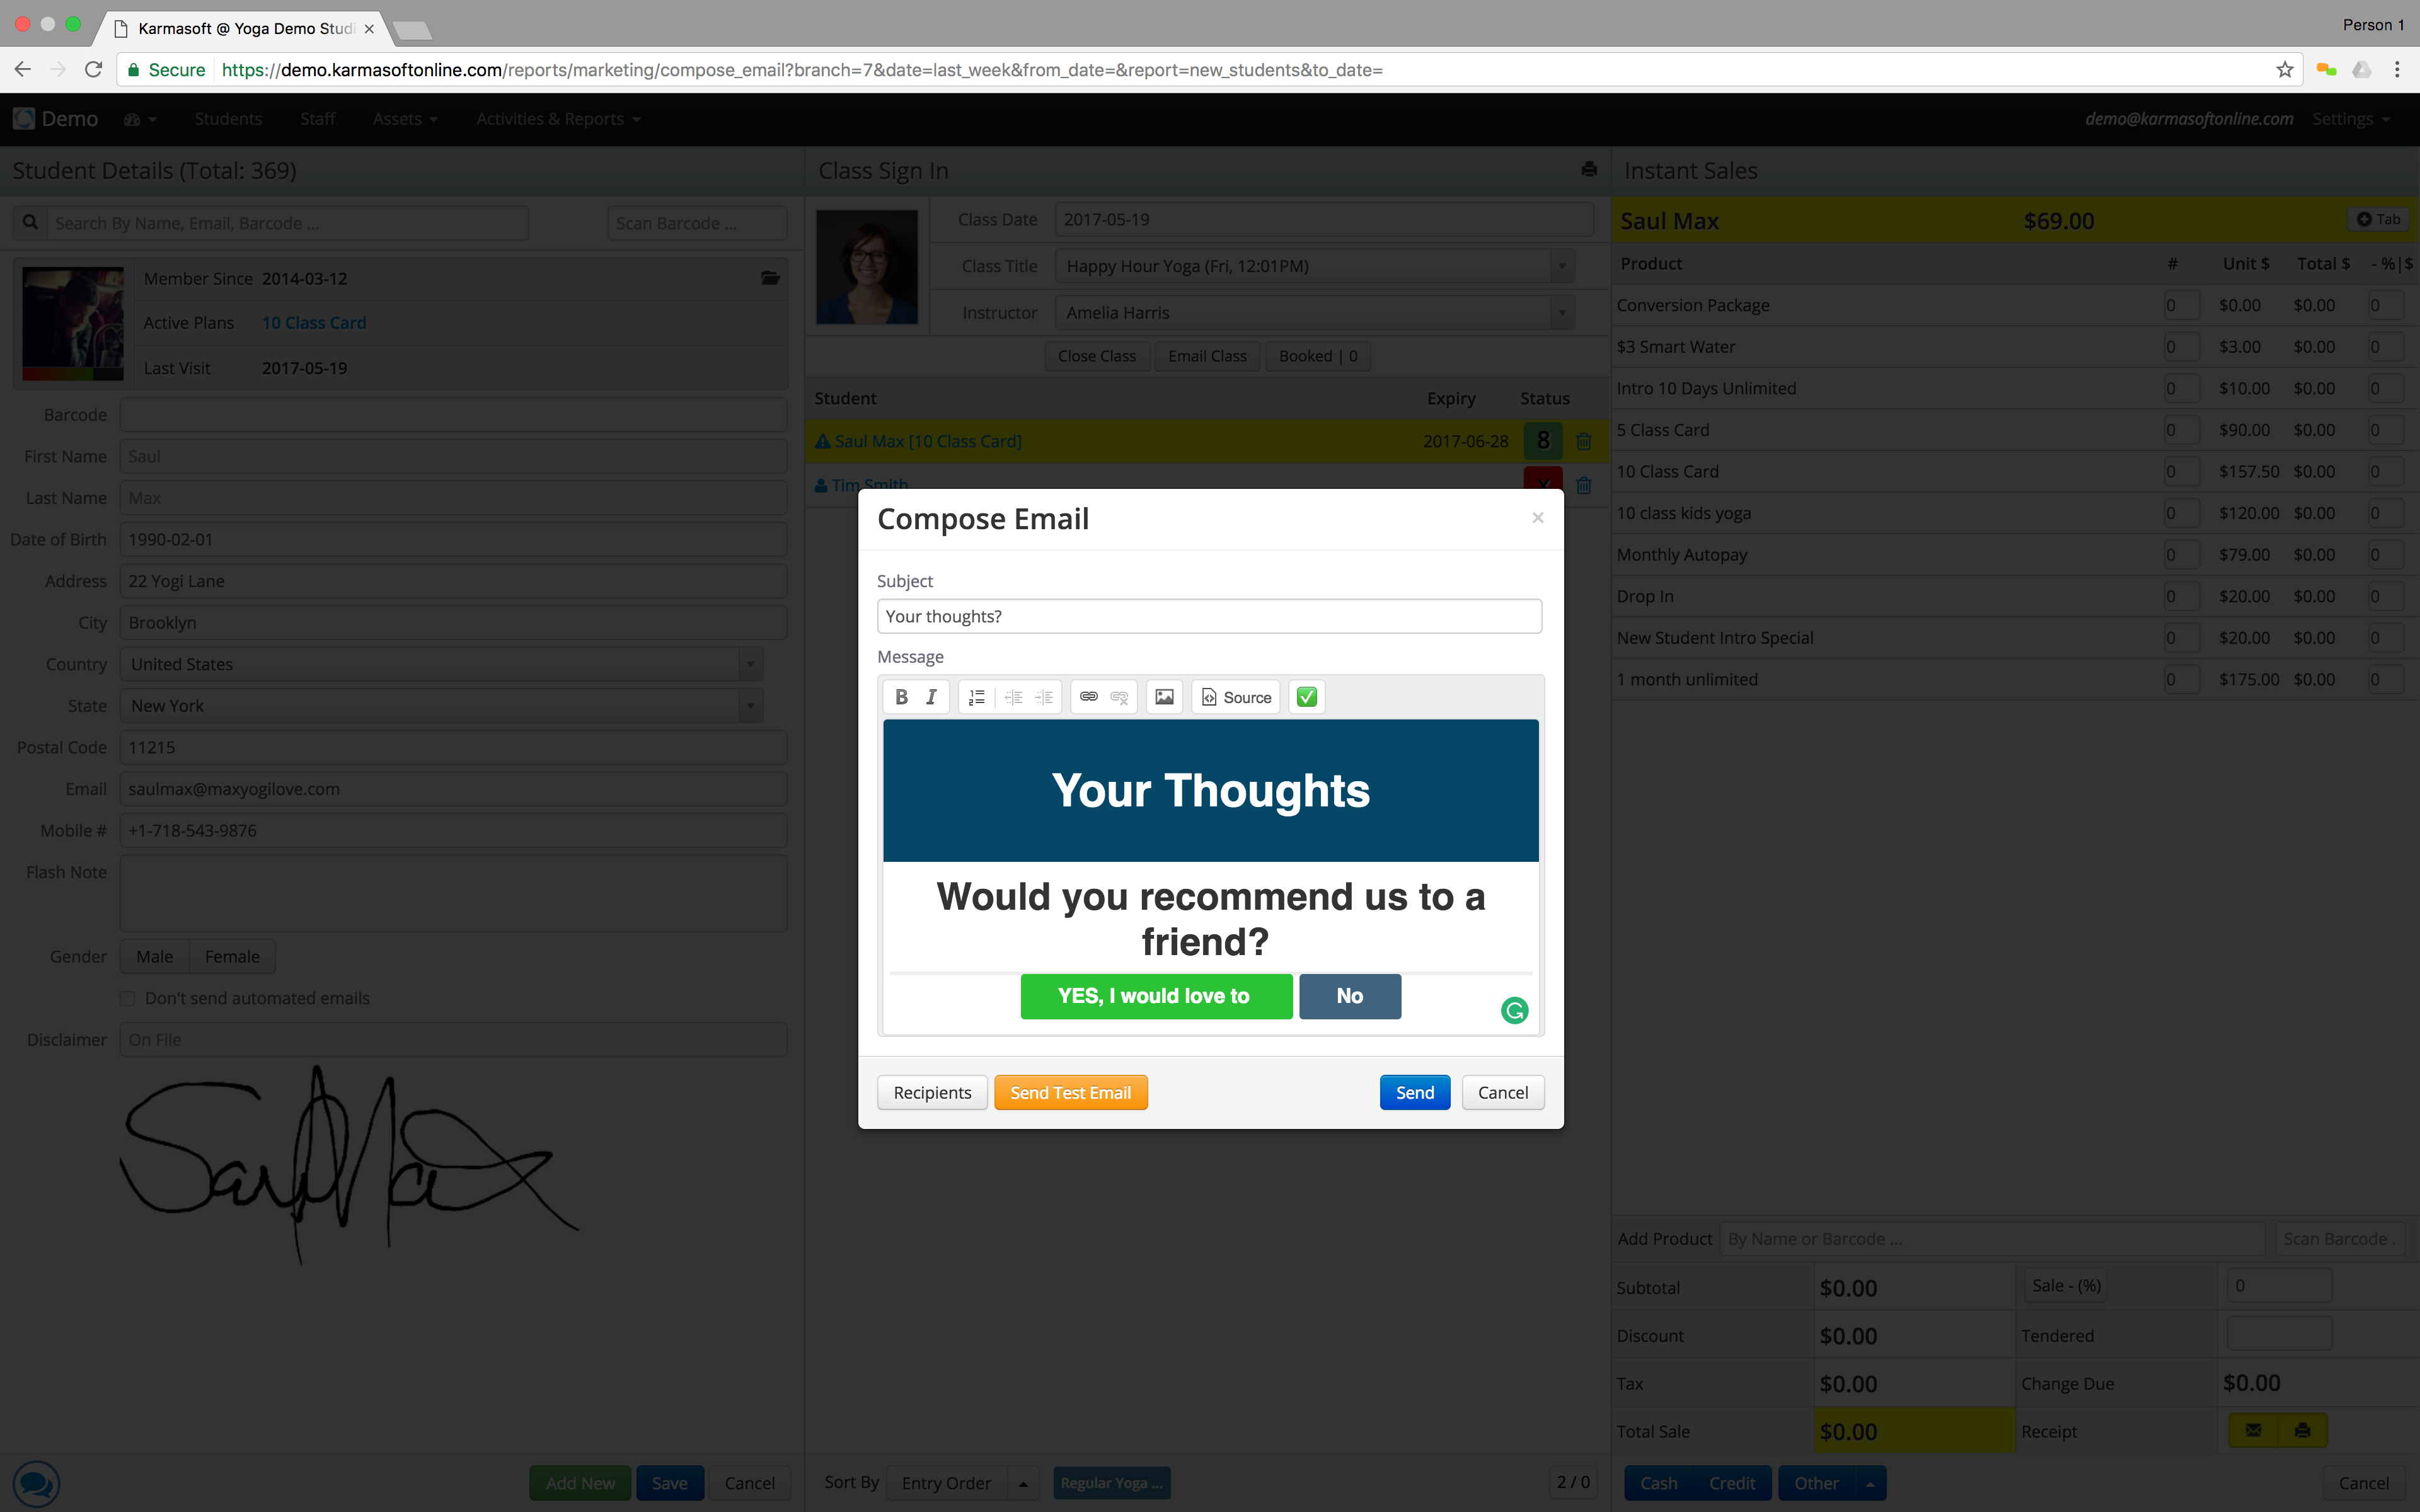 Karmasoft @ Yoga Demo Studi
Person 1
Secure https://demo.karmasoftonline.com/reports/marketing/compose_email?branch=7&date=last_week&from_date=&report=new_students&to_date=
Demo Students Staff Assets Activities & Reports demo@karmasoftonline.com Settings
Student Details (Total: 369)
Search By Name, Email, Barcode ... Scan Barcode ...
Member Since 2014-03-12
Active Plans 10 Class Card
Last Visit 2017-05-19
Barcode
First Name Saul
Last Name Max
Date of Birth 1990-02-01
Address 22 Yogi Lane
City Brooklyn
Country United States
State New York
Postal Code 11215
Email saulmax@maxyogilove.com
Mobile # +1-718-543-9876
Flash Note
Gender Male Female
Don't send automated emails
Disclaimer On File
Saul Max
Add New Save Cancel
Class Sign In
Class Date 2017-05-19
Class Title Happy Hour Yoga (Fri, 12:01PM)
Instructor Amelia Harris
Close Class Email Class Booked | 0
Student Expiry Status
Saul Max [10 Class Card] 2017-06-28 8
Tim Smith
Compose Email ×
Subject
Your thoughts?
Message
B I Source
Your Thoughts
Would you recommend us to a
friend?
YES, I would love to No
Recipients Send Test Email Send Cancel
Sort By Entry Order Regular Yoga ... 2 / 0
Instant Sales
Saul Max $69.00 Tab
Product # Unit $ Total $ - %|$
Conversion Package 0 $0.00 $0.00 0
$3 Smart Water 0 $3.00 $0.00 0
Intro 10 Days Unlimited 0 $10.00 $0.00 0
5 Class Card 0 $90.00 $0.00 0
10 Class Card 0 $157.50 $0.00 0
10 class kids yoga 0 $120.00 $0.00 0
Monthly Autopay 0 $79.00 $0.00 0
Drop In 0 $20.00 $0.00 0
New Student Intro Special 0 $20.00 $0.00 0
1 month unlimited 0 $175.00 $0.00 0
Add Product By Name or Barcode ... Scan Barcode .
Subtotal $0.00 Sale - (%) 0
Discount $0.00 Tendered
Tax $0.00 Change Due $0.00
Total Sale $0.00 Receipt
Cash Credit Other Cancel